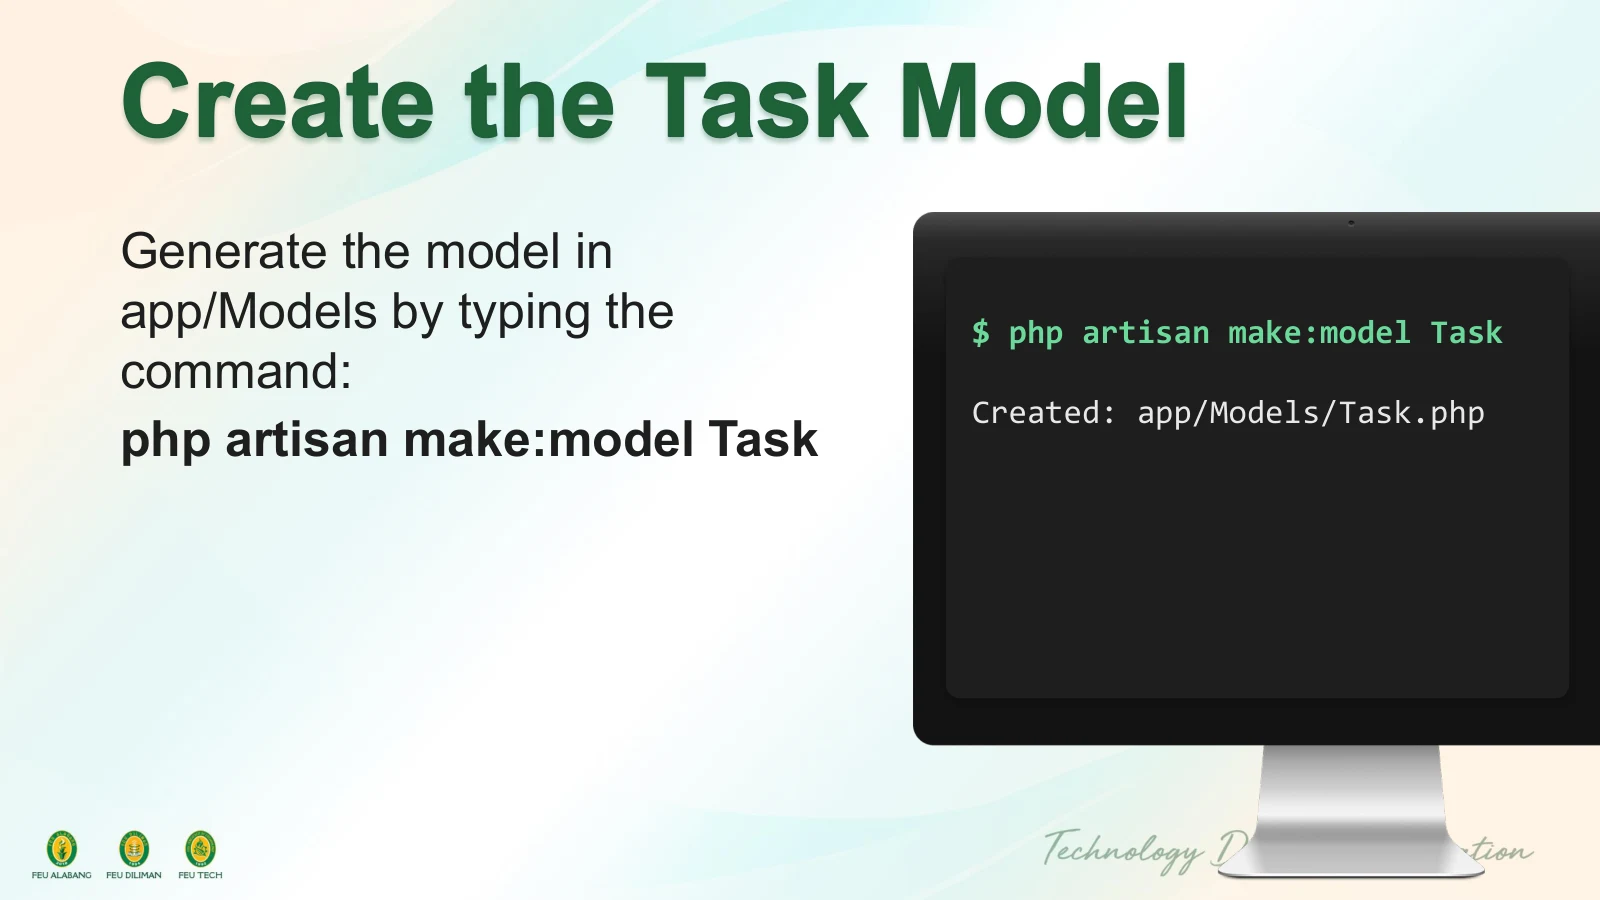 Create the Task Model
Generate the model in
app/Models by typing the
command:
php artisan make:model Task
$ php artisan make:model Task
Created: app/Models/Task.php
FEU ALABANG
FEU DILIMAN
FEU TECH
Technology